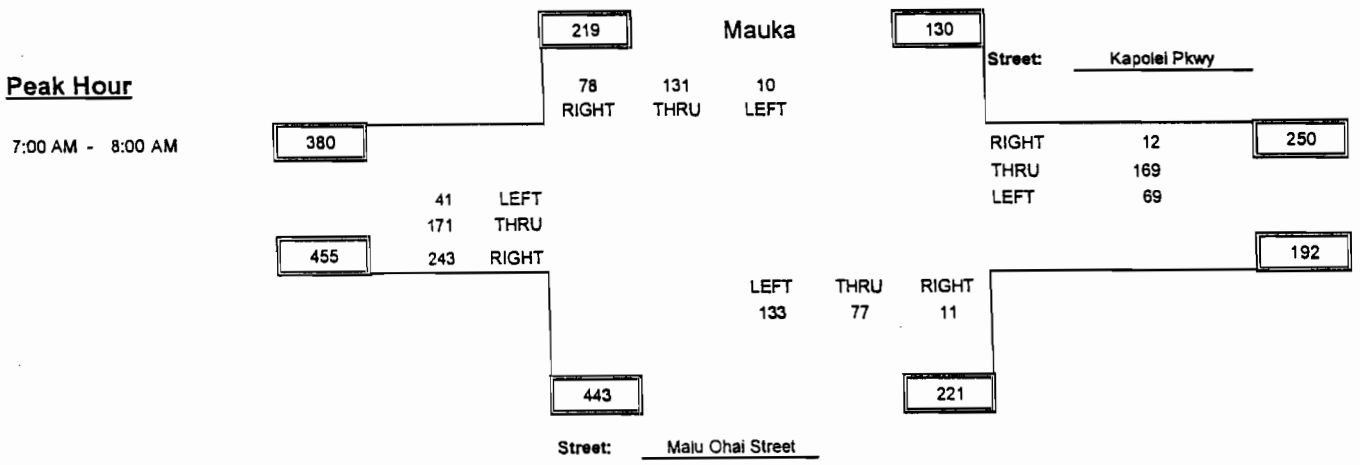 219 Mauka 130
Street: Kapolei Pkwy
Peak Hour
78 131 10
RIGHT THRU LEFT
7:00 AM - 8:00 AM
380
RIGHT 12
250
THRU 169
LEFT 69
41 LEFT
171 THRU
455
243 RIGHT
192
LEFT THRU RIGHT
133 77 11
443
221
Street: Malu Ohai Street